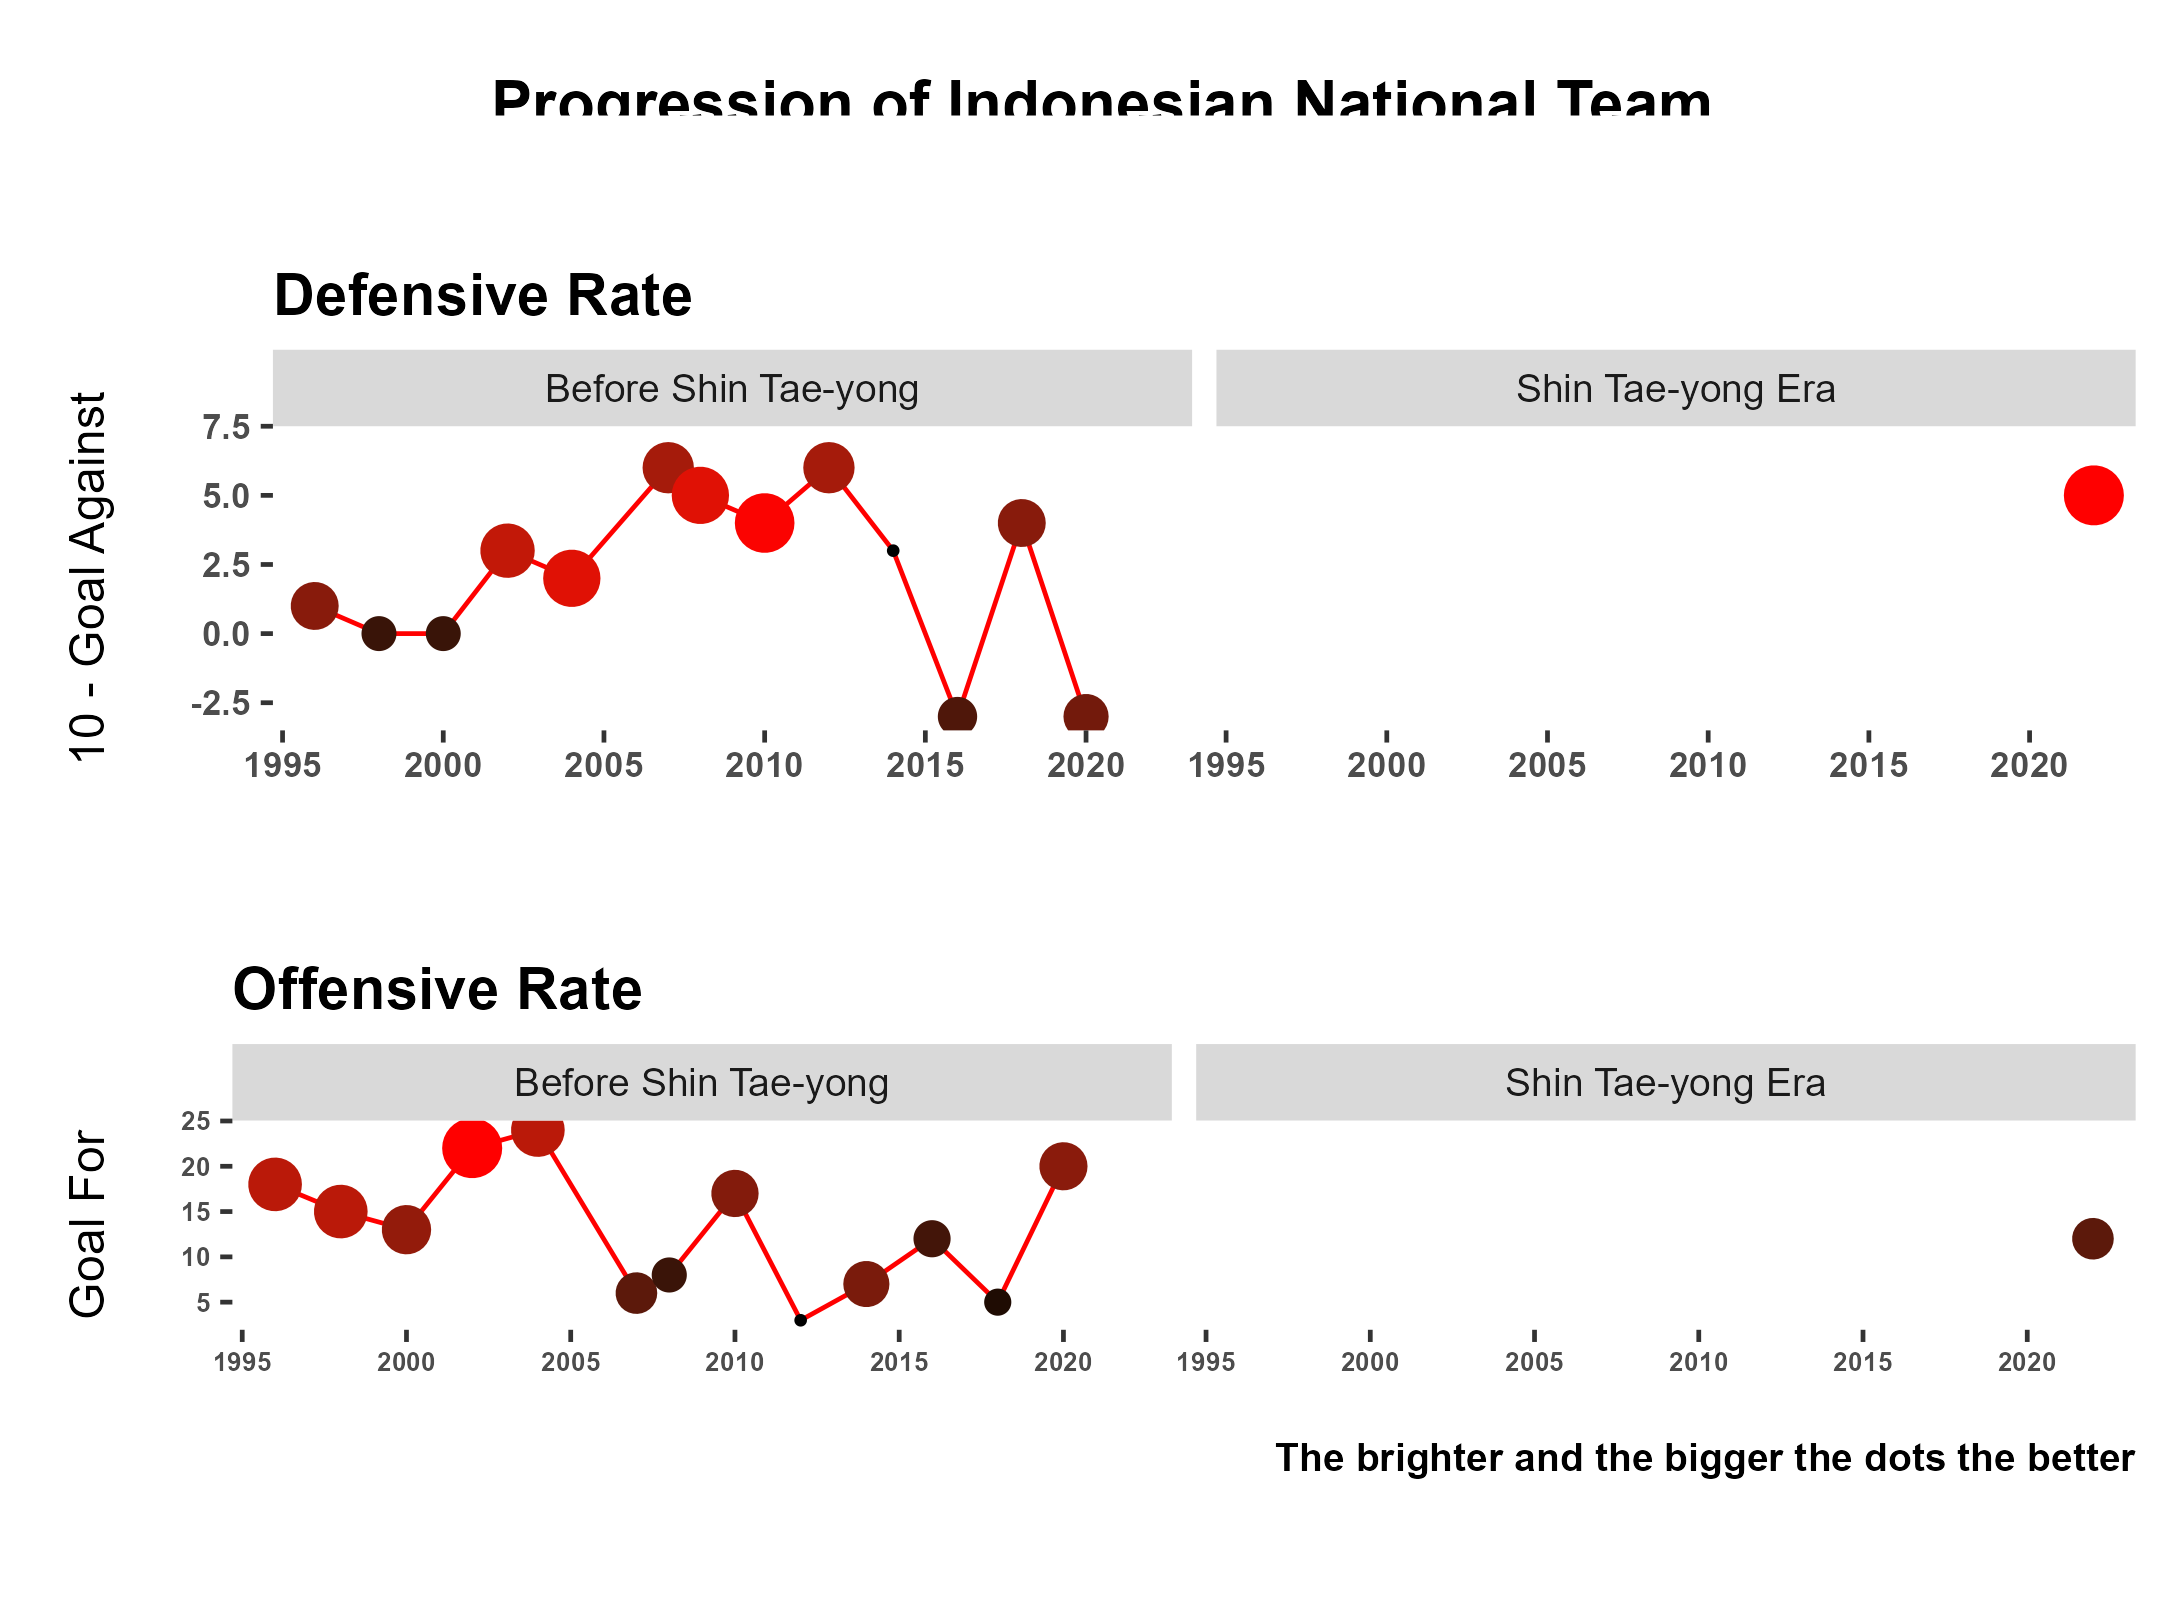 Progression of Indonesian National Team
Defensive Rate
Before Shin Tae-yong
Shin Tae-yong Era
10 - Goal Against
7.5
5.0
2.5
0.0
-2.5
1995 2000 2005 2010 2015 2020 1995 2000 2005 2010 2015 2020
Offensive Rate
Before Shin Tae-yong
Shin Tae-yong Era
Goal For
25
20
15
10
5
1995 2000 2005 2010 2015 2020 1995 2000 2005 2010 2015 2020
The brighter and the bigger the dots the better